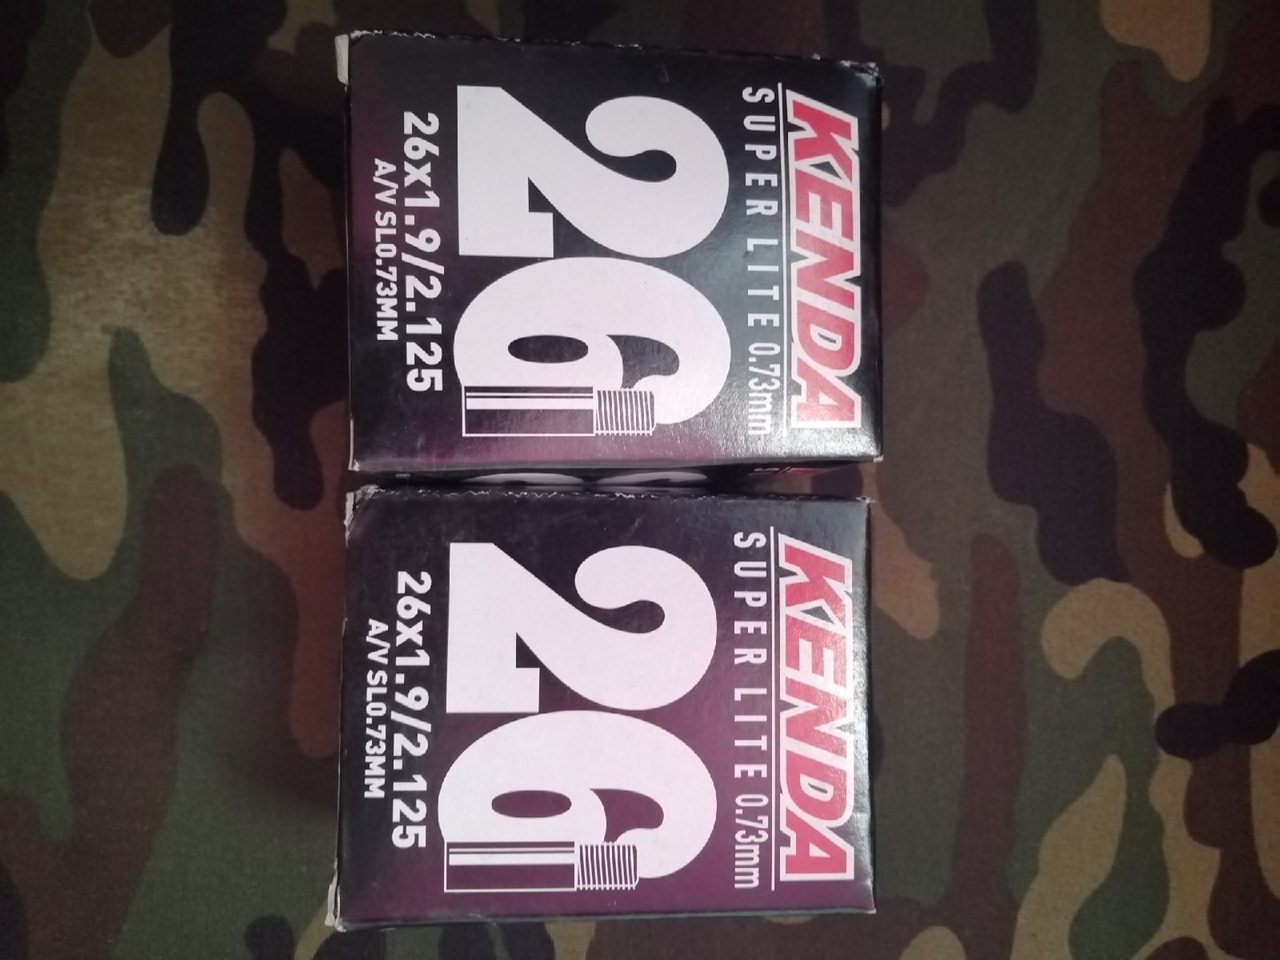 KENDA
SUPER LITE 0.73mm
26
26x1.9/2.125
A/V SL0.73MM
KENDA
SUPER LITE 0.73mm
26
26x1.9/2.125
A/V SL0.73MM